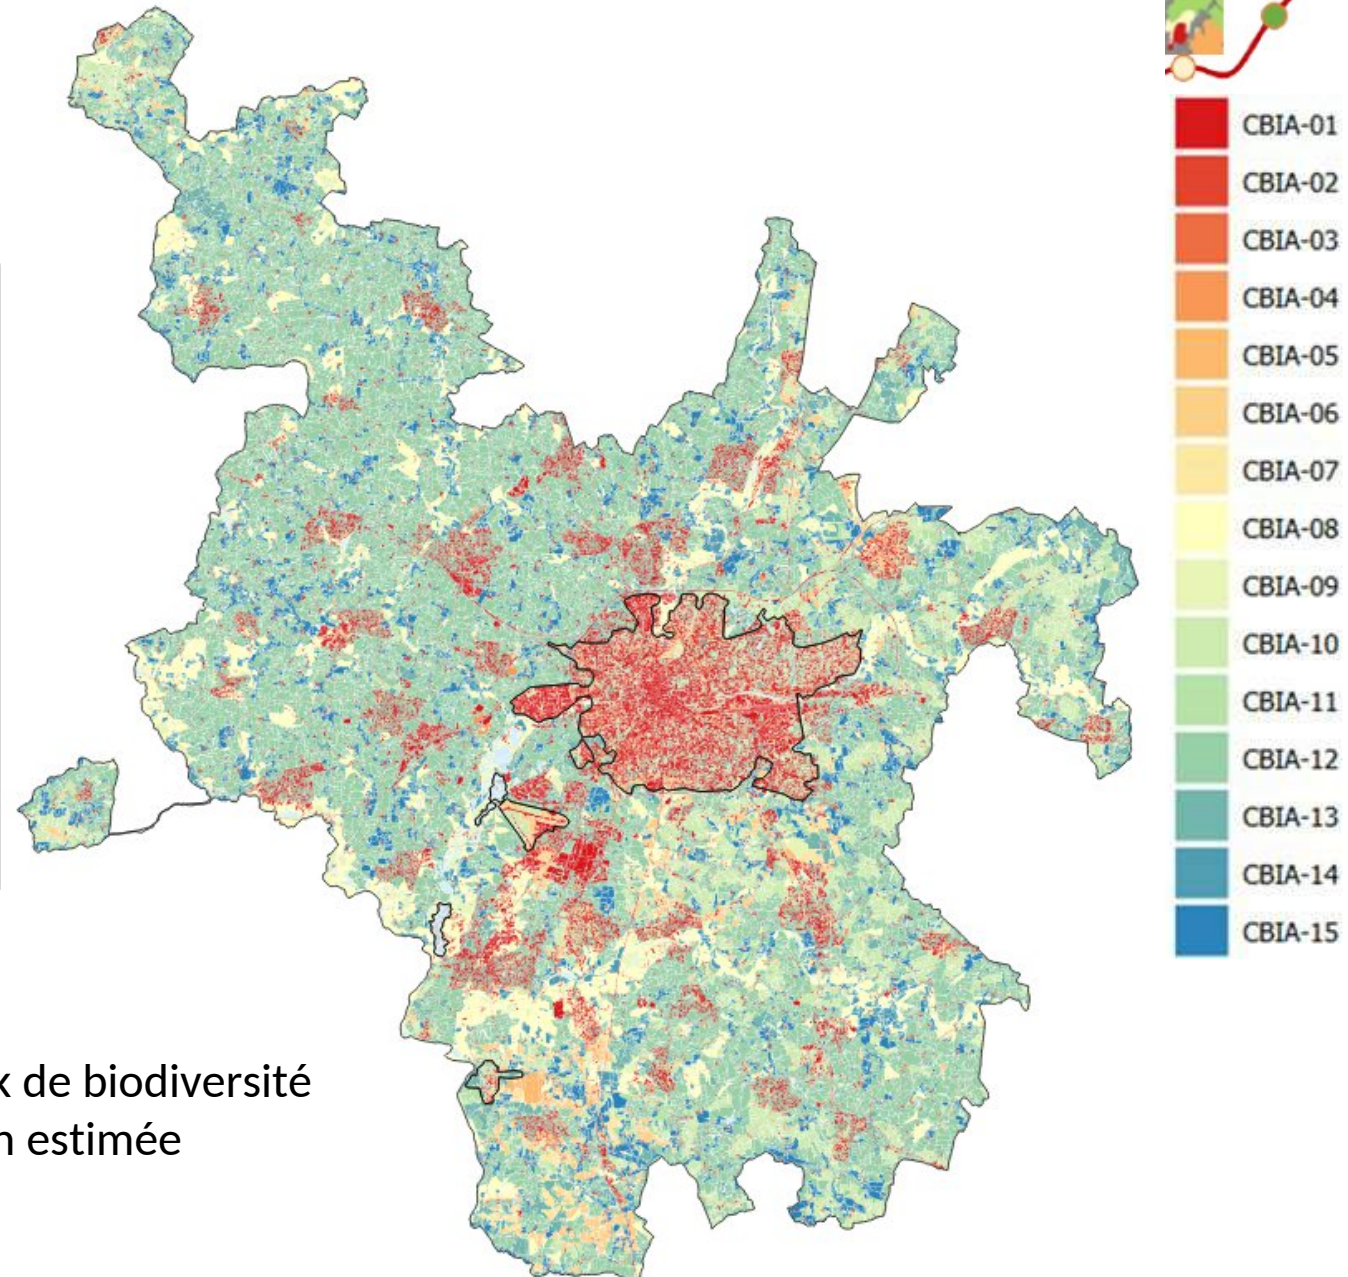 CBIA-01
CBIA-02
CBIA-03
CBIA-04
CBIA-05
CBIA-06
CBIA-07
CBIA-08
CBIA-09
CBIA-10
CBIA-11
CBIA-12
CBIA-13
CBIA-14
CBIA-15
x de biodiversité
n estimée